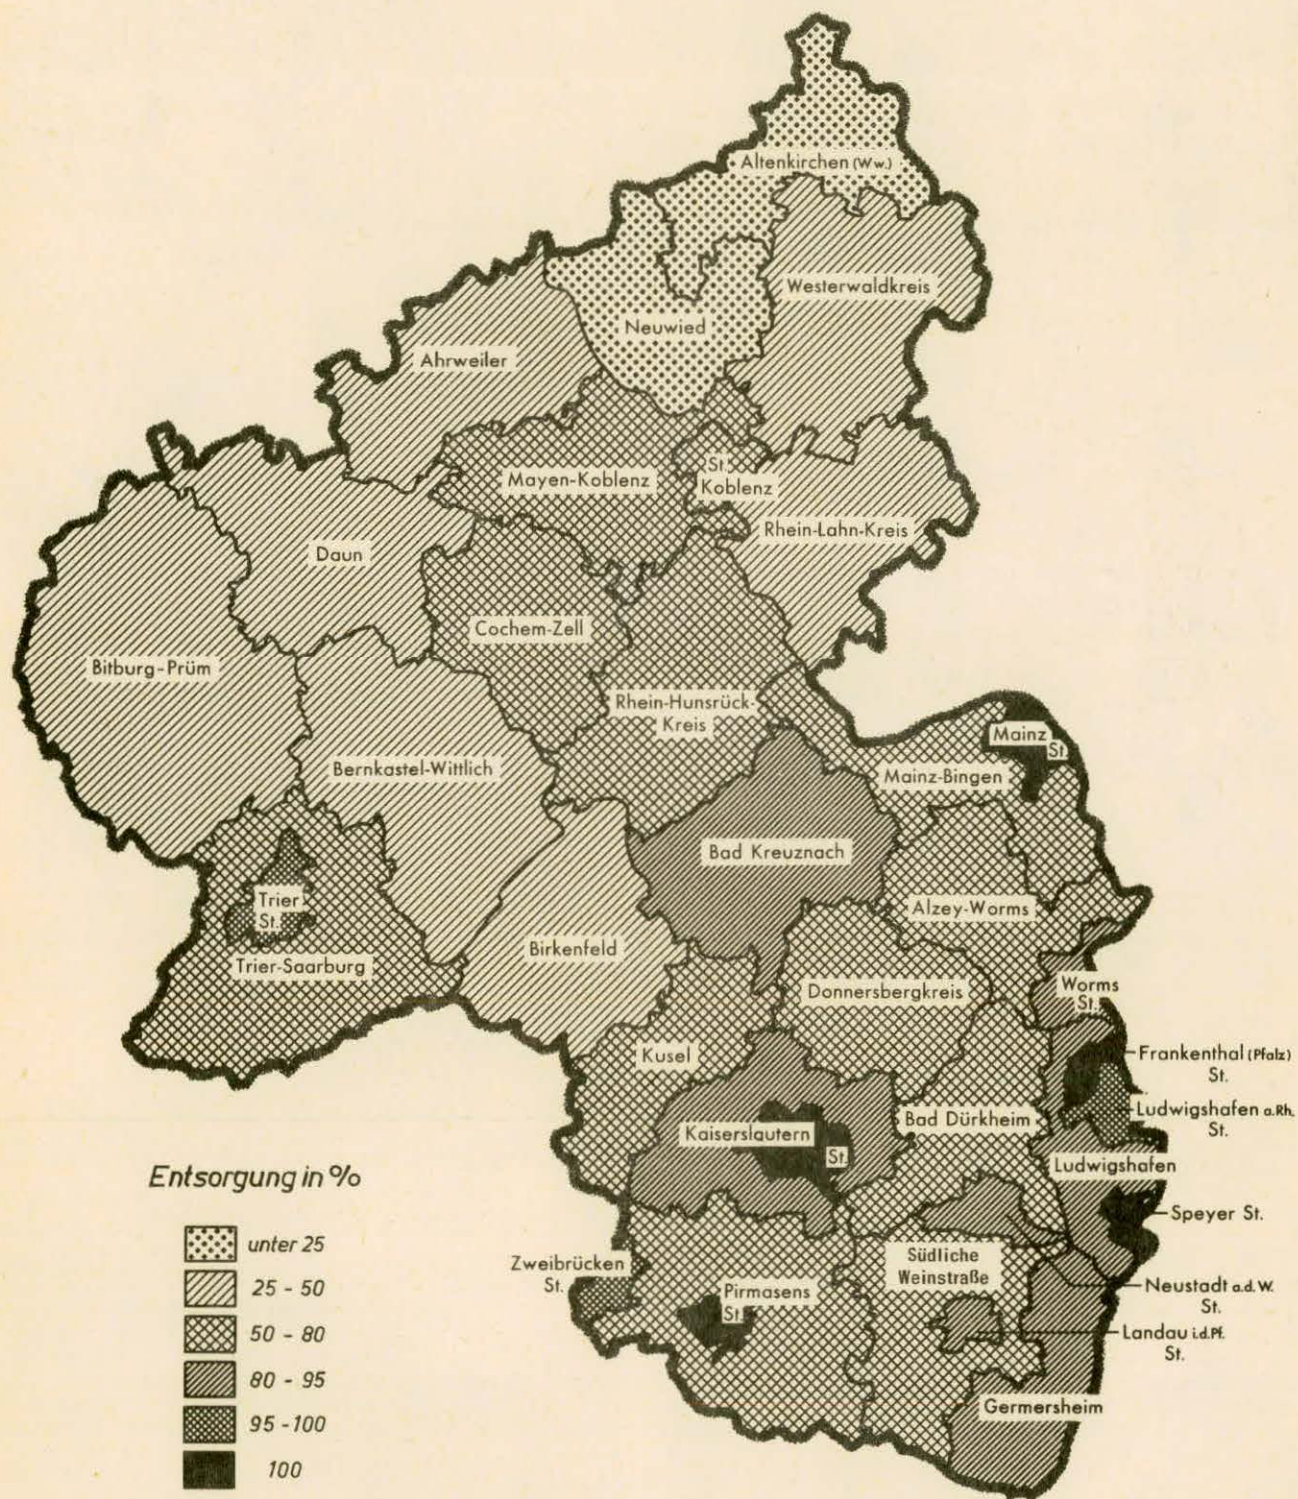 Altenkirchen (Ww.)
Westerwaldkreis
Neuwied
Ahrweiler
Mayen-Koblenz
St.
Koblenz
Rhein-Lahn-Kreis
Daun
Cochem-Zell
Bitburg-Prüm
Rhein-Hunsrück-
Kreis
Mainz
St.
Bernkastel-Wittlich
Mainz-Bingen
Bad Kreuznach
Trier
St.
Alzey-Worms
Birkenfeld
Trier-Saarburg
Donnersbergkreis
Worms
St.
Kusel
Frankenthal (Pfalz)
St.
Ludwigshafen a.Rh.
St.
Bad Dürkheim
Kaiserslautern
St.
Ludwigshafen
Speyer St.
Zweibrücken
St.
Südliche
Weinstraße
Pirmasens
St.
Neustadt a.d.W.
St.
Landau i.d.Pf.
St.
Germersheim
Entsorgung in %
unter 25
25 - 50
50 - 80
80 - 95
95 - 100
100